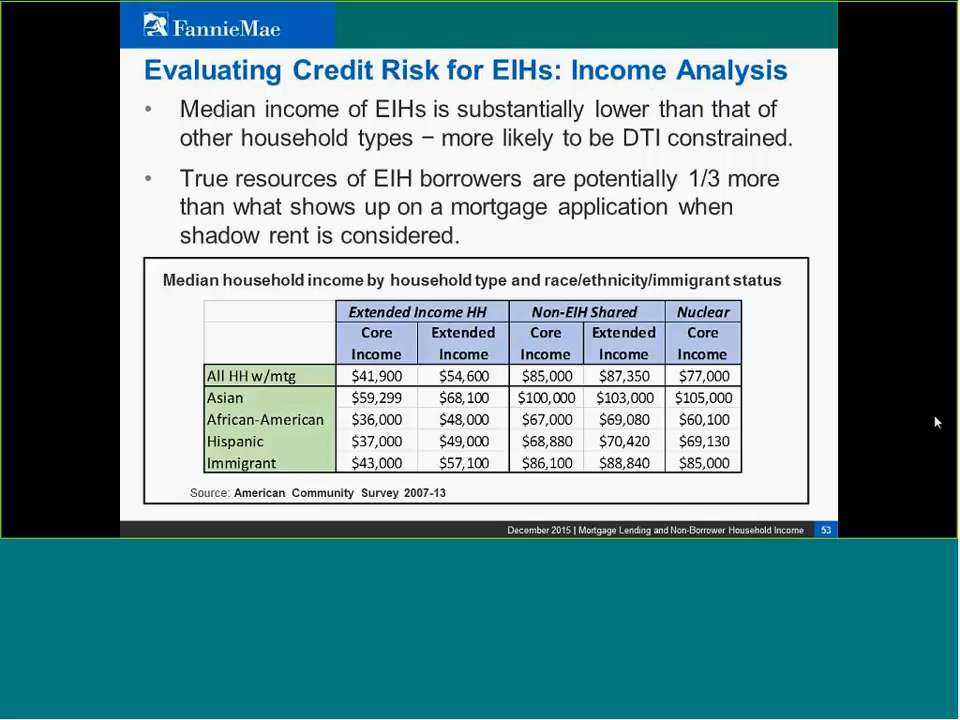 FannieMae
Evaluating Credit Risk for EIHs: Income Analysis
• Median income of EIHs is substantially lower than that of
other household types − more likely to be DTI constrained.
• True resources of EIH borrowers are potentially 1/3 more
than what shows up on a mortgage application when
shadow rent is considered.
Median household income by household type and race/ethnicity/immigrant status
Extended Income HH Non-EIH Shared Nuclear
Core Extended Core Extended Core
Income Income Income Income Income
All HH w/mtg $41,900 $54,600 $85,000 $87,350 $77,000
Asian $59,299 $68,100 $100,000 $103,000 $105,000
African-American $36,000 $48,000 $67,000 $69,080 $60,100
Hispanic $37,000 $49,000 $68,880 $70,420 $69,130
Immigrant $43,000 $57,100 $86,100 $88,840 $85,000
Source: American Community Survey 2007-13
December 2015 | Mortgage Lending and Non-Borrower Household Income 53